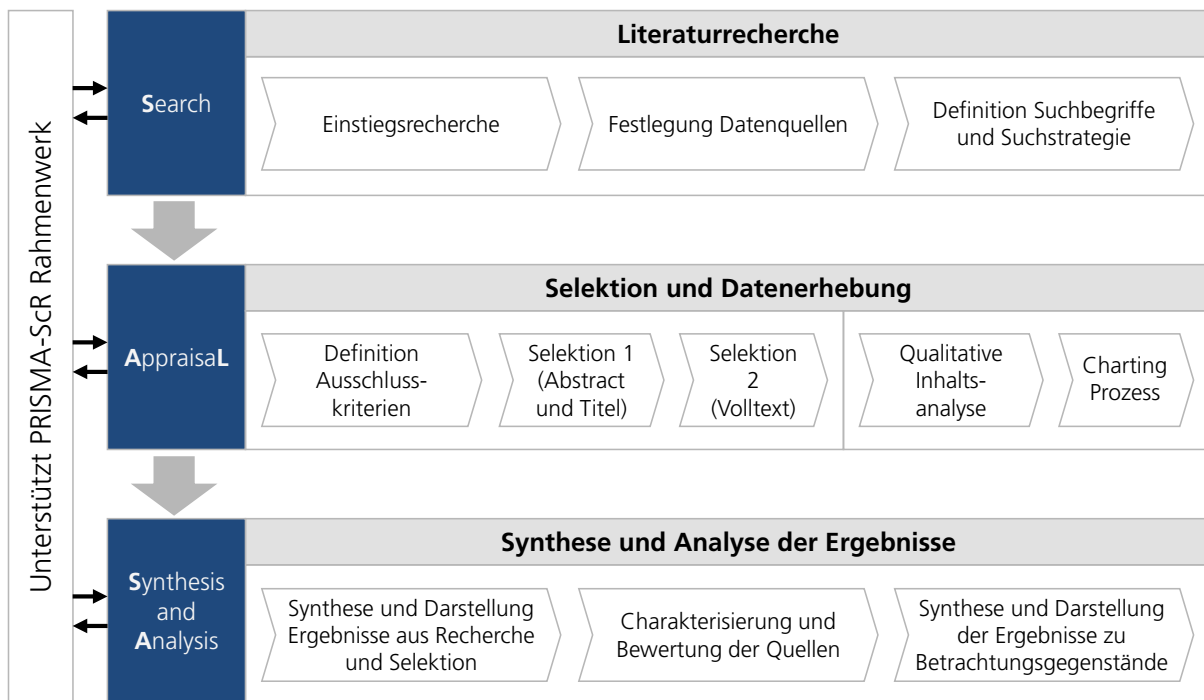 Unterstützt PRISMA-ScR Rahmenwerk
Search
Literaturrecherche
Einstiegsrecherche
Festlegung Datenquellen
Definition Suchbegriffe
und Suchstrategie
AppraisaL
Selektion und Datenerhebung
Definition
Ausschluss-
kriterien
Selektion 1
(Abstract
und Titel)
Selektion
2
(Volltext)
Qualitative
Inhalts-
analyse
Charting
Prozess
Synthesis
and
Analysis
Synthese und Analyse der Ergebnisse
Synthese und Darstellung
Ergebnisse aus Recherche
und Selektion
Charakterisierung und
Bewertung der Quellen
Synthese und Darstellung
der Ergebnisse zu
Betrachtungsgegenstände